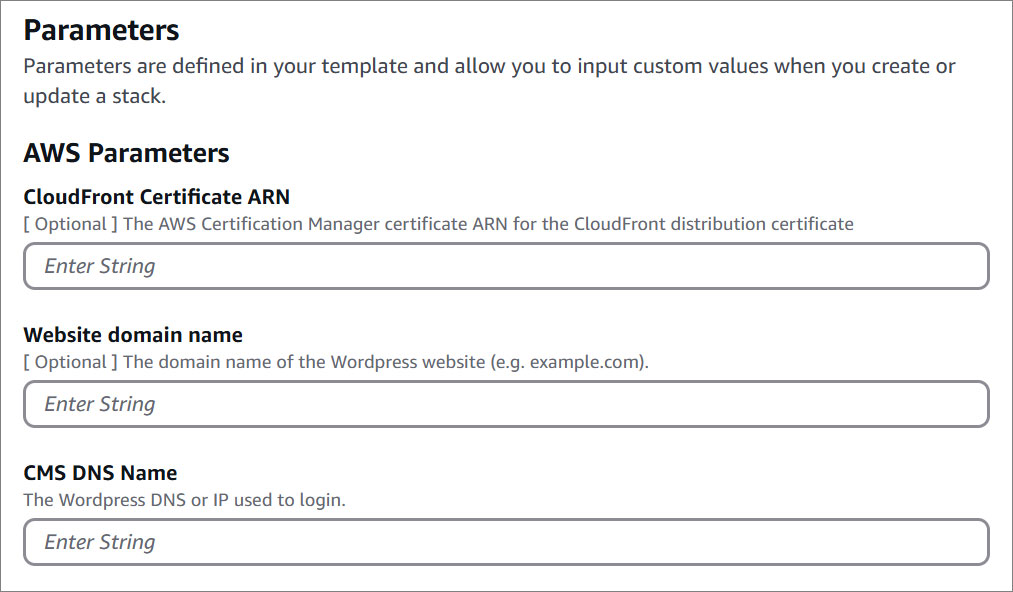 Parameters
Parameters are defined in your template and allow you to input custom values when you create or
update a stack.
AWS Parameters
CloudFront Certificate ARN
[ Optional ] The AWS Certification Manager certificate ARN for the CloudFront distribution certificate
Enter String
Website domain name
[ Optional ] The domain name of the Wordpress website (e.g. example.com).
Enter String
CMS DNS Name
The Wordpress DNS or IP used to login.
Enter String